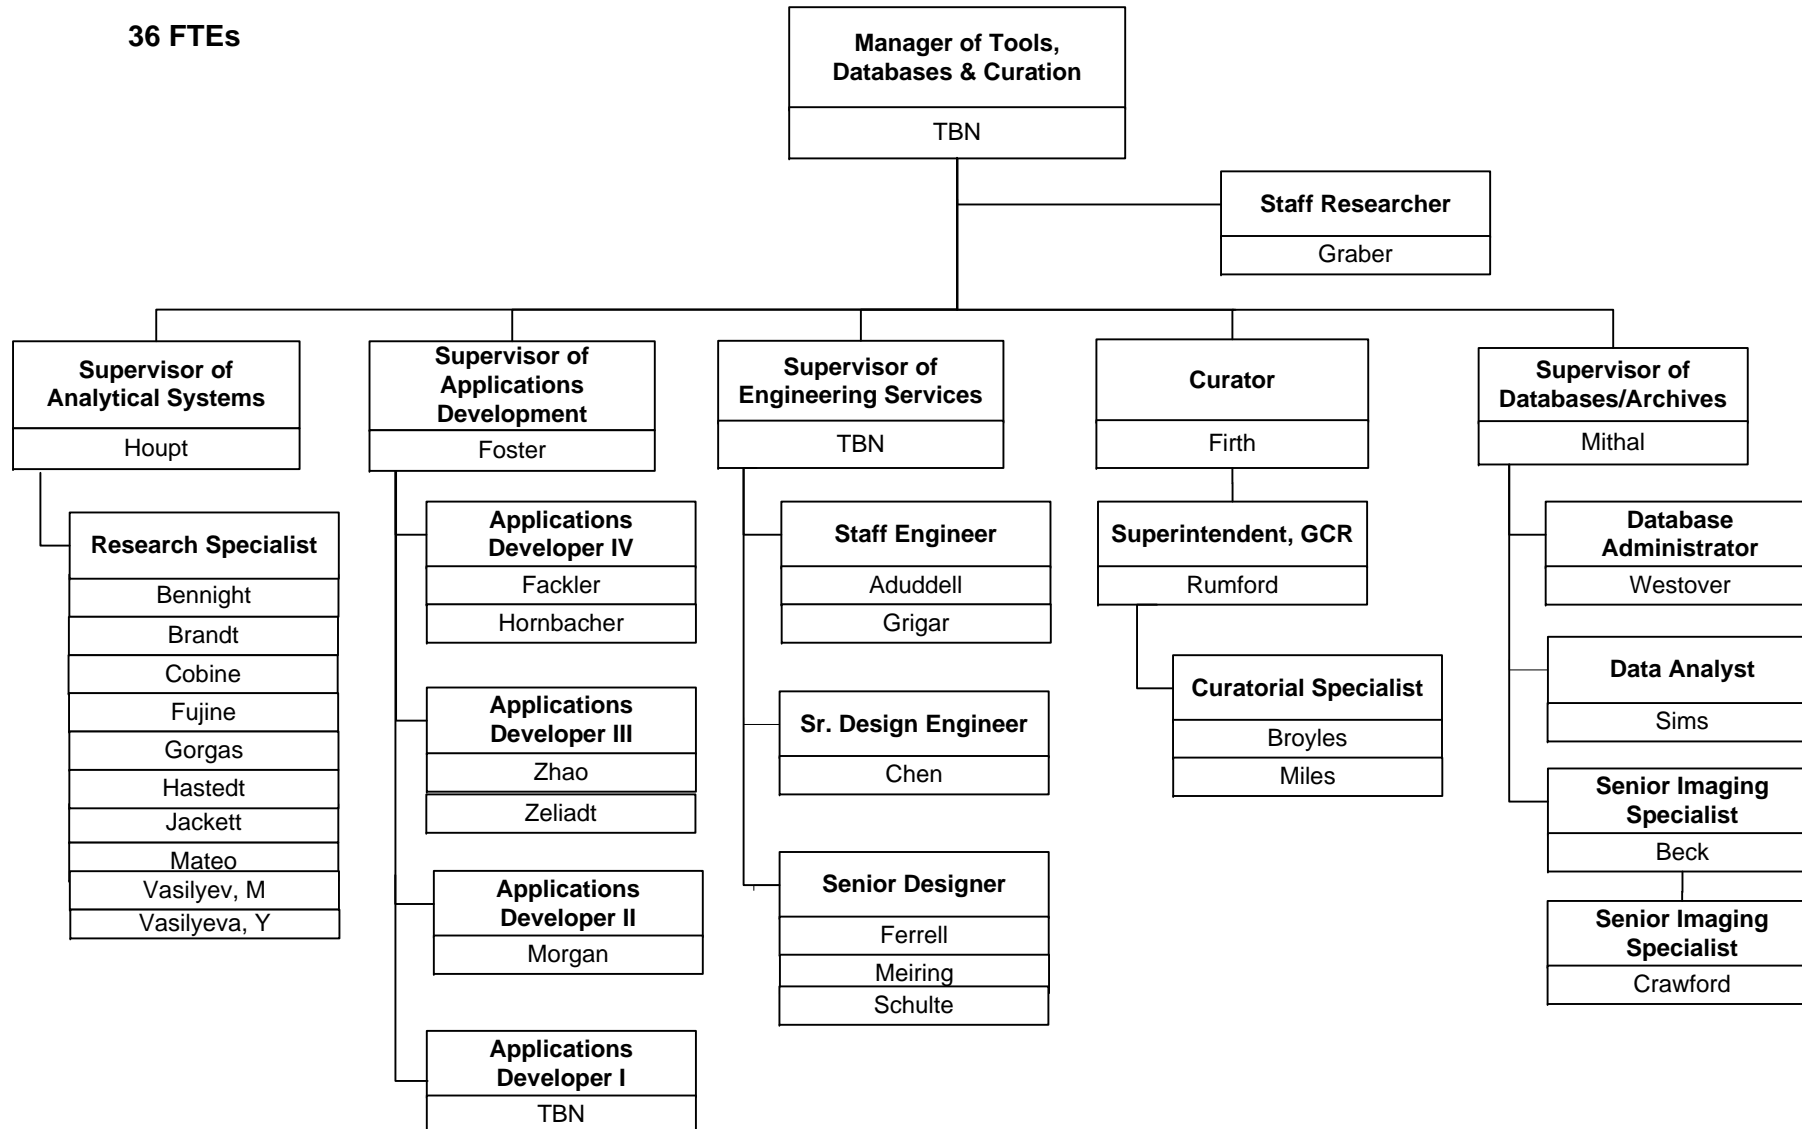 36 FTEs
Manager of Tools,
Databases & Curation
TBN
Staff Researcher
Graber
Supervisor of
Analytical Systems
Houpt
Research Specialist
Bennight
Brandt
Cobine
Fujine
Gorgas
Hastedt
Jackett
Mateo
Vasilyev, M
Vasilyeva, Y
Supervisor of
Applications
Development
Foster
Applications
Developer IV
Fackler
Hornbacher
Applications
Developer III
Zhao
Zeliadt
Applications
Developer II
Morgan
Applications
Developer I
TBN
Supervisor of
Engineering Services
TBN
Staff Engineer
Aduddell
Grigar
Sr. Design Engineer
Chen
Senior Designer
Ferrell
Meiring
Schulte
Curator
Firth
Superintendent, GCR
Rumford
Curatorial Specialist
Broyles
Miles
Supervisor of
Databases/Archives
Mithal
Database
Administrator
Westover
Data Analyst
Sims
Senior Imaging
Specialist
Beck
Senior Imaging
Specialist
Crawford